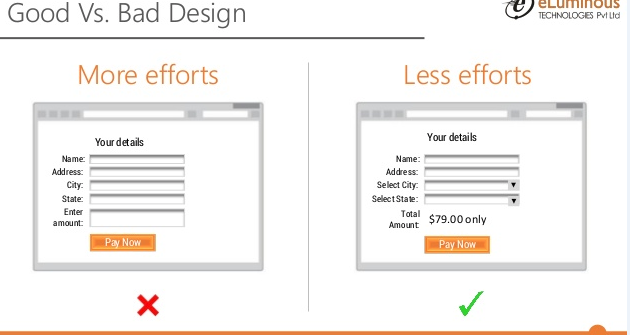 Good Vs. Bad Design
eLuminous
TECHNOLOGIES Pvt Ltd
More efforts
Your details
Name:
Address:
City:
State:
Enter
amount:
Pay Now
Less efforts
Your details
Name:
Address:
Select City:
Select State:
Total
Amount:
$79.00 only
Pay Now